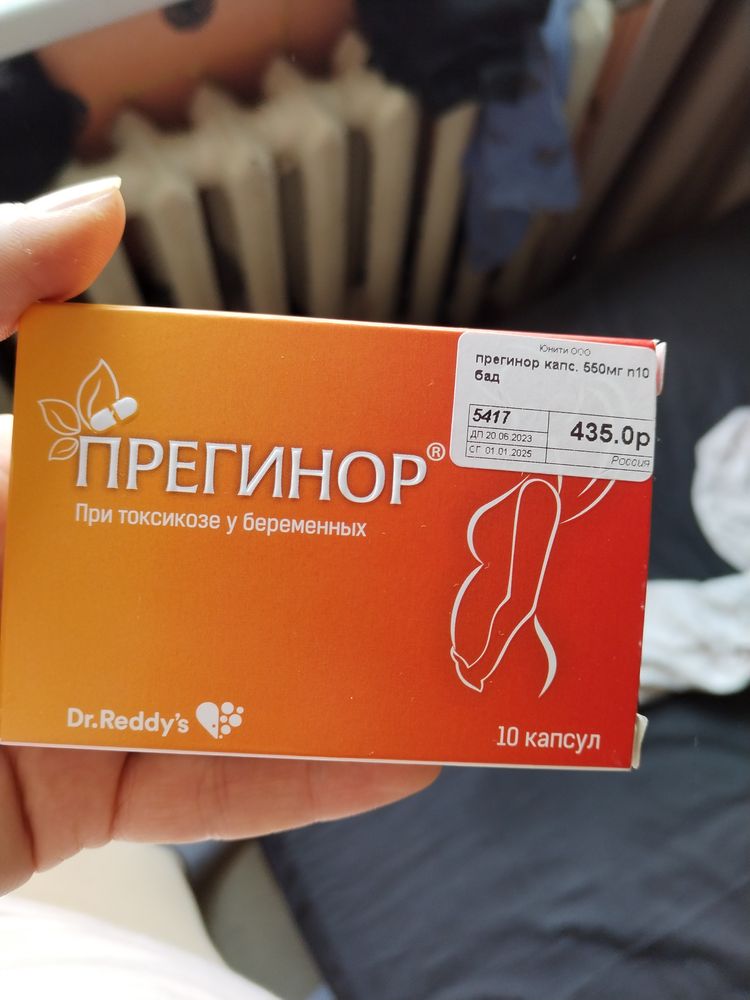 Юнити ООО
прегинор капс. 550мг n10
бад
5417
435.0р
ДП 20.06.2023
СГ 01.01.2025
Россия
ПРЕГИНОР®
При токсикозе у беременных
Dr.Reddy's
10 капсул